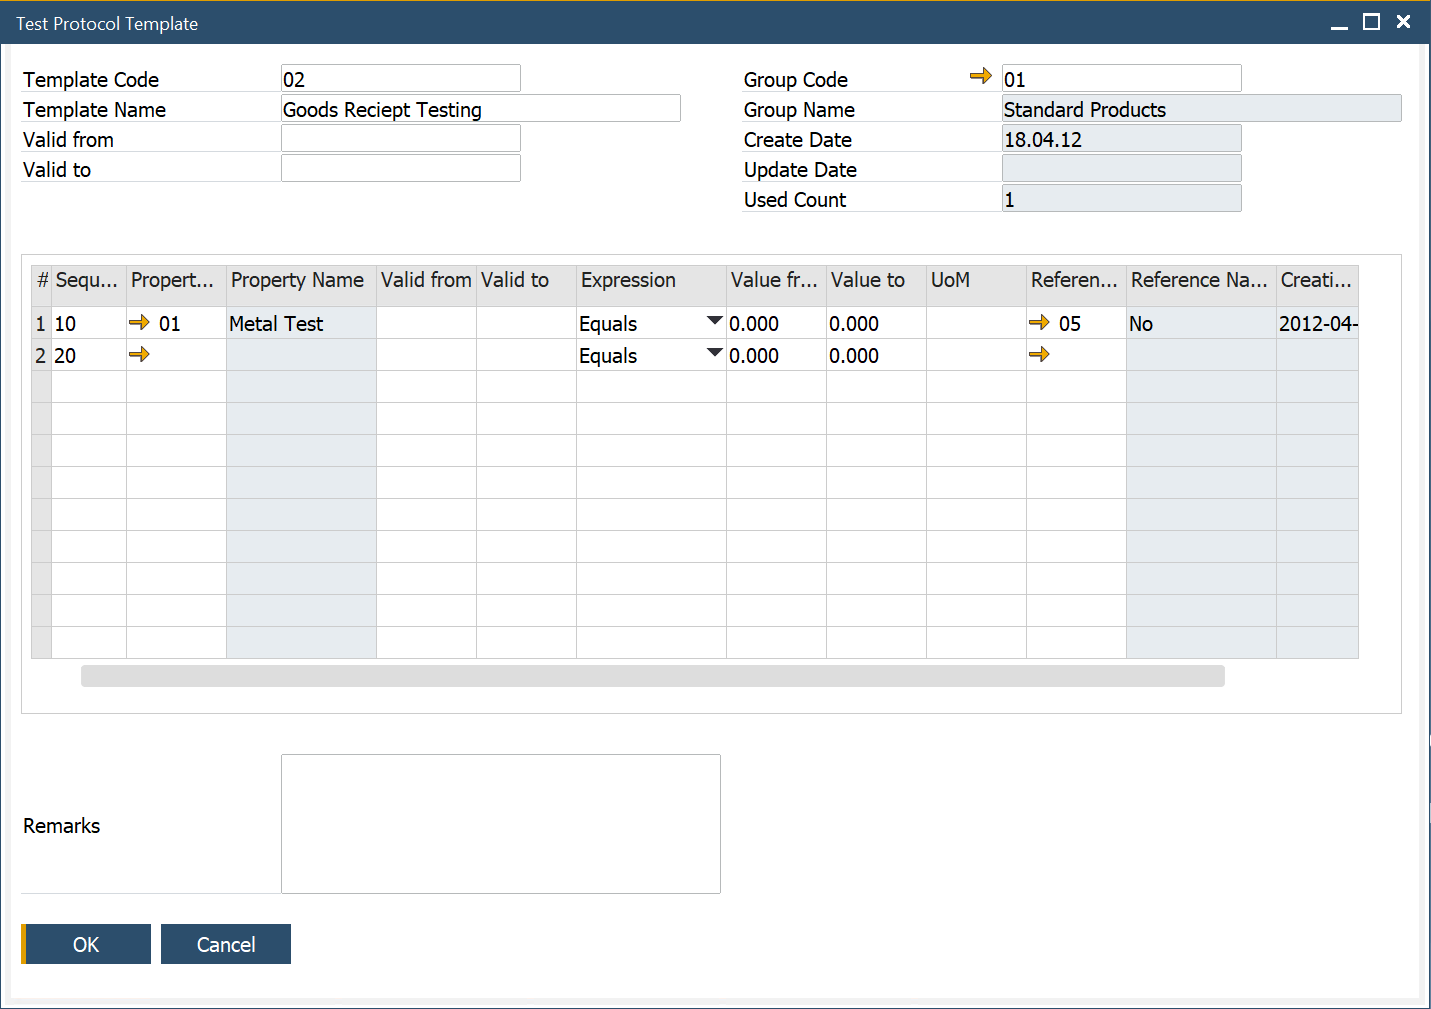 Test Protocol Template
Template Code 02
Template Name Goods Reciept Testing
Valid from
Valid to
Group Code 01
Group Name Standard Products
Create Date 18.04.12
Update Date
Used Count 1
# Sequ... Propert... Property Name Valid from Valid to Expression Value fr... Value to UoM Referen... Reference Na... Creati...
1 10 01 Metal Test Equals 0.000 0.000 05 No 2012-04-
2 20 Equals 0.000 0.000
Remarks
OK Cancel